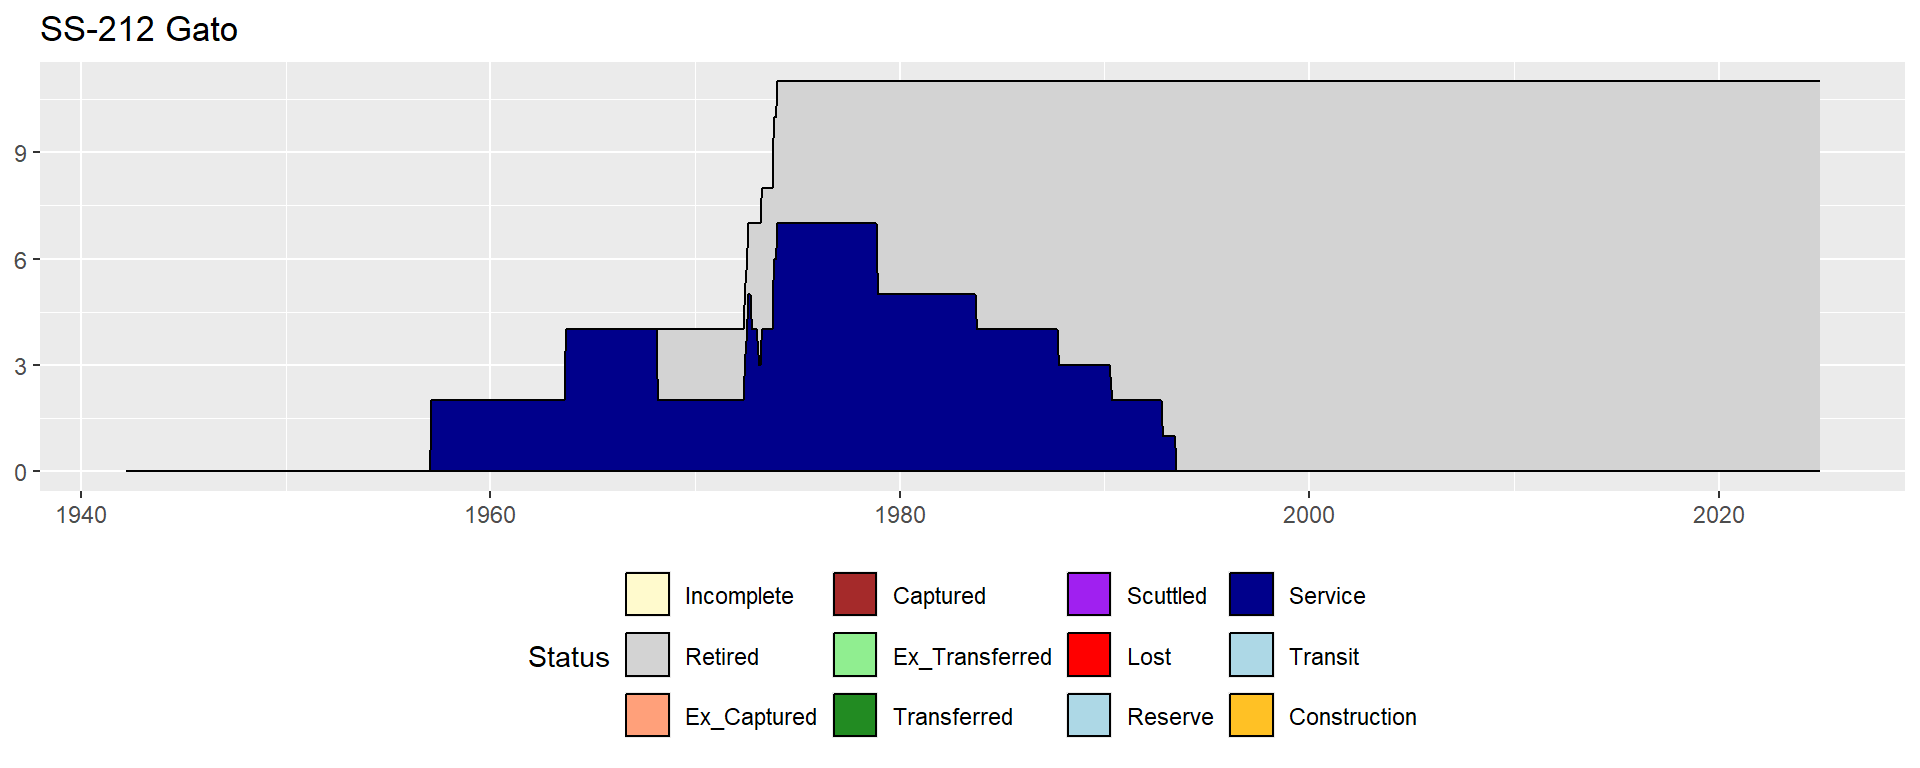 SS-212 Gato
9
6
3
0
1940 1960 1980 2000 2020
Incomplete Captured Scuttled Service
Status Retired Ex_Transferred Lost Transit
Ex_Captured Transferred Reserve Construction